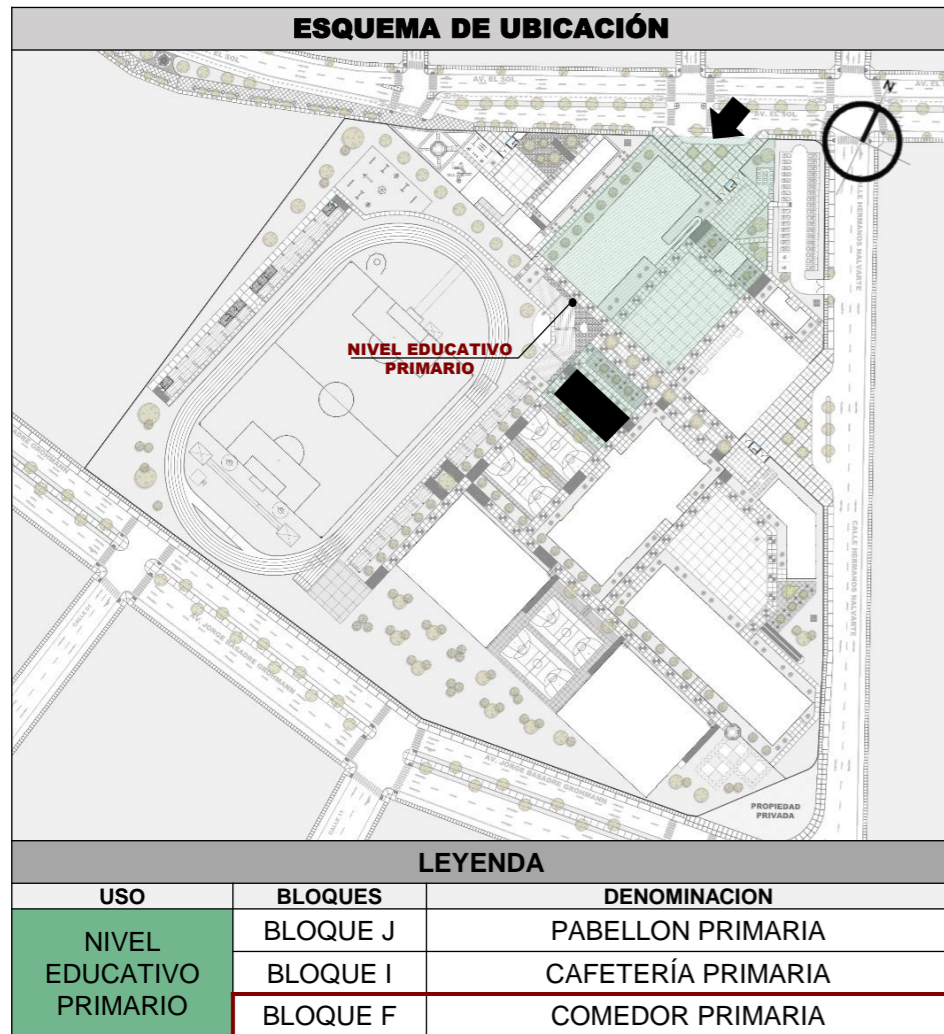 ESQUEMA DE UBICACIÓN
AV. EL SOL
AV. EL SOL
AV. EL SOL
N
CALLE HERMANOS NALVARTE
NIVEL EDUCATIVO
PRIMARIO
CALLE HERMANOS NALVARTE
AV. JORGE BASADRE GROHMANN
AV. JORGE BASADRE GROHMANN
PROPIEDAD
PRIVADA
LEYENDA
USO BLOQUES DENOMINACION
NIVEL
EDUCATIVO
PRIMARIO
BLOQUE J PABELLON PRIMARIA
BLOQUE I CAFETERÍA PRIMARIA
BLOQUE F COMEDOR PRIMARIA